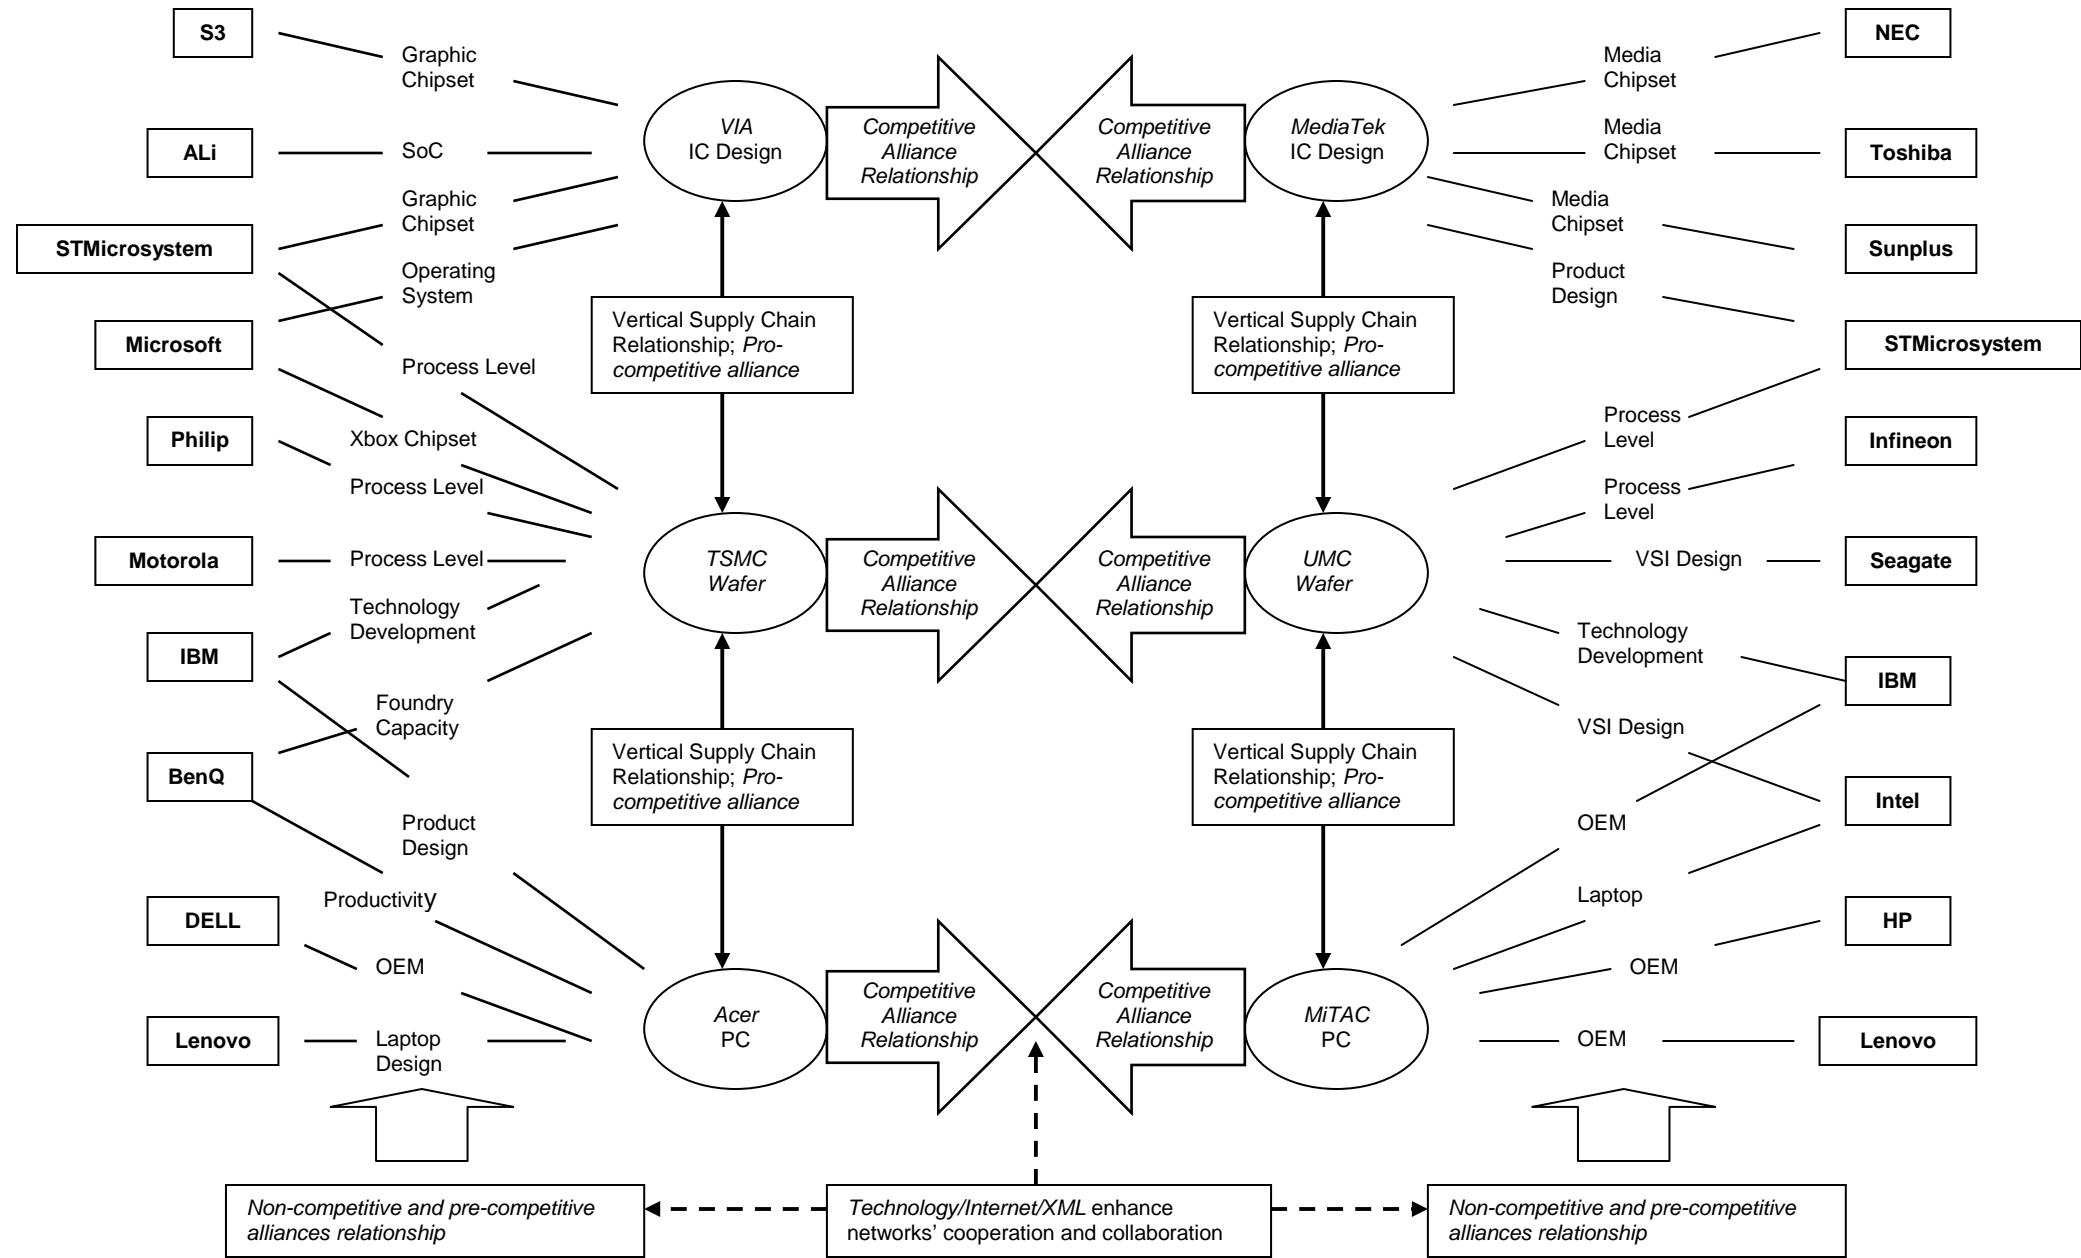 S3
Graphic
Chipset
ALi
SoC
Graphic
Chipset
STMicrosystem
Operating
System
Microsoft
Process Level
Philip
Xbox Chipset
Process Level
Motorola
Process Level
Technology
Development
IBM
Foundry
Capacity
BenQ
Product
Design
Productivity
DELL
OEM
Lenovo
Laptop
Design
VIA
IC Design
Competitive
Alliance
Relationship
Competitive
Alliance
Relationship
MediaTek
IC Design
Vertical Supply Chain
Relationship; Pro-
competitive alliance
Vertical Supply Chain
Relationship; Pro-
competitive alliance
TSMC
Wafer
Competitive
Alliance
Relationship
Competitive
Alliance
Relationship
UMC
Wafer
Vertical Supply Chain
Relationship; Pro-
competitive alliance
Vertical Supply Chain
Relationship; Pro-
competitive alliance
Acer
PC
Competitive
Alliance
Relationship
Competitive
Alliance
Relationship
MiTAC
PC
Media
Chipset
NEC
Media
Chipset
Toshiba
Media
Chipset
Sunplus
Product
Design
STMicrosystem
Process
Level
Infineon
Process
Level
VSI Design
Seagate
Technology
Development
IBM
VSI Design
Intel
OEM
Laptop
HP
OEM
OEM
Lenovo
Non-competitive and pre-competitive
alliances relationship
Technology/Internet/XML enhance
networks’ cooperation and collaboration
Non-competitive and pre-competitive
alliances relationship